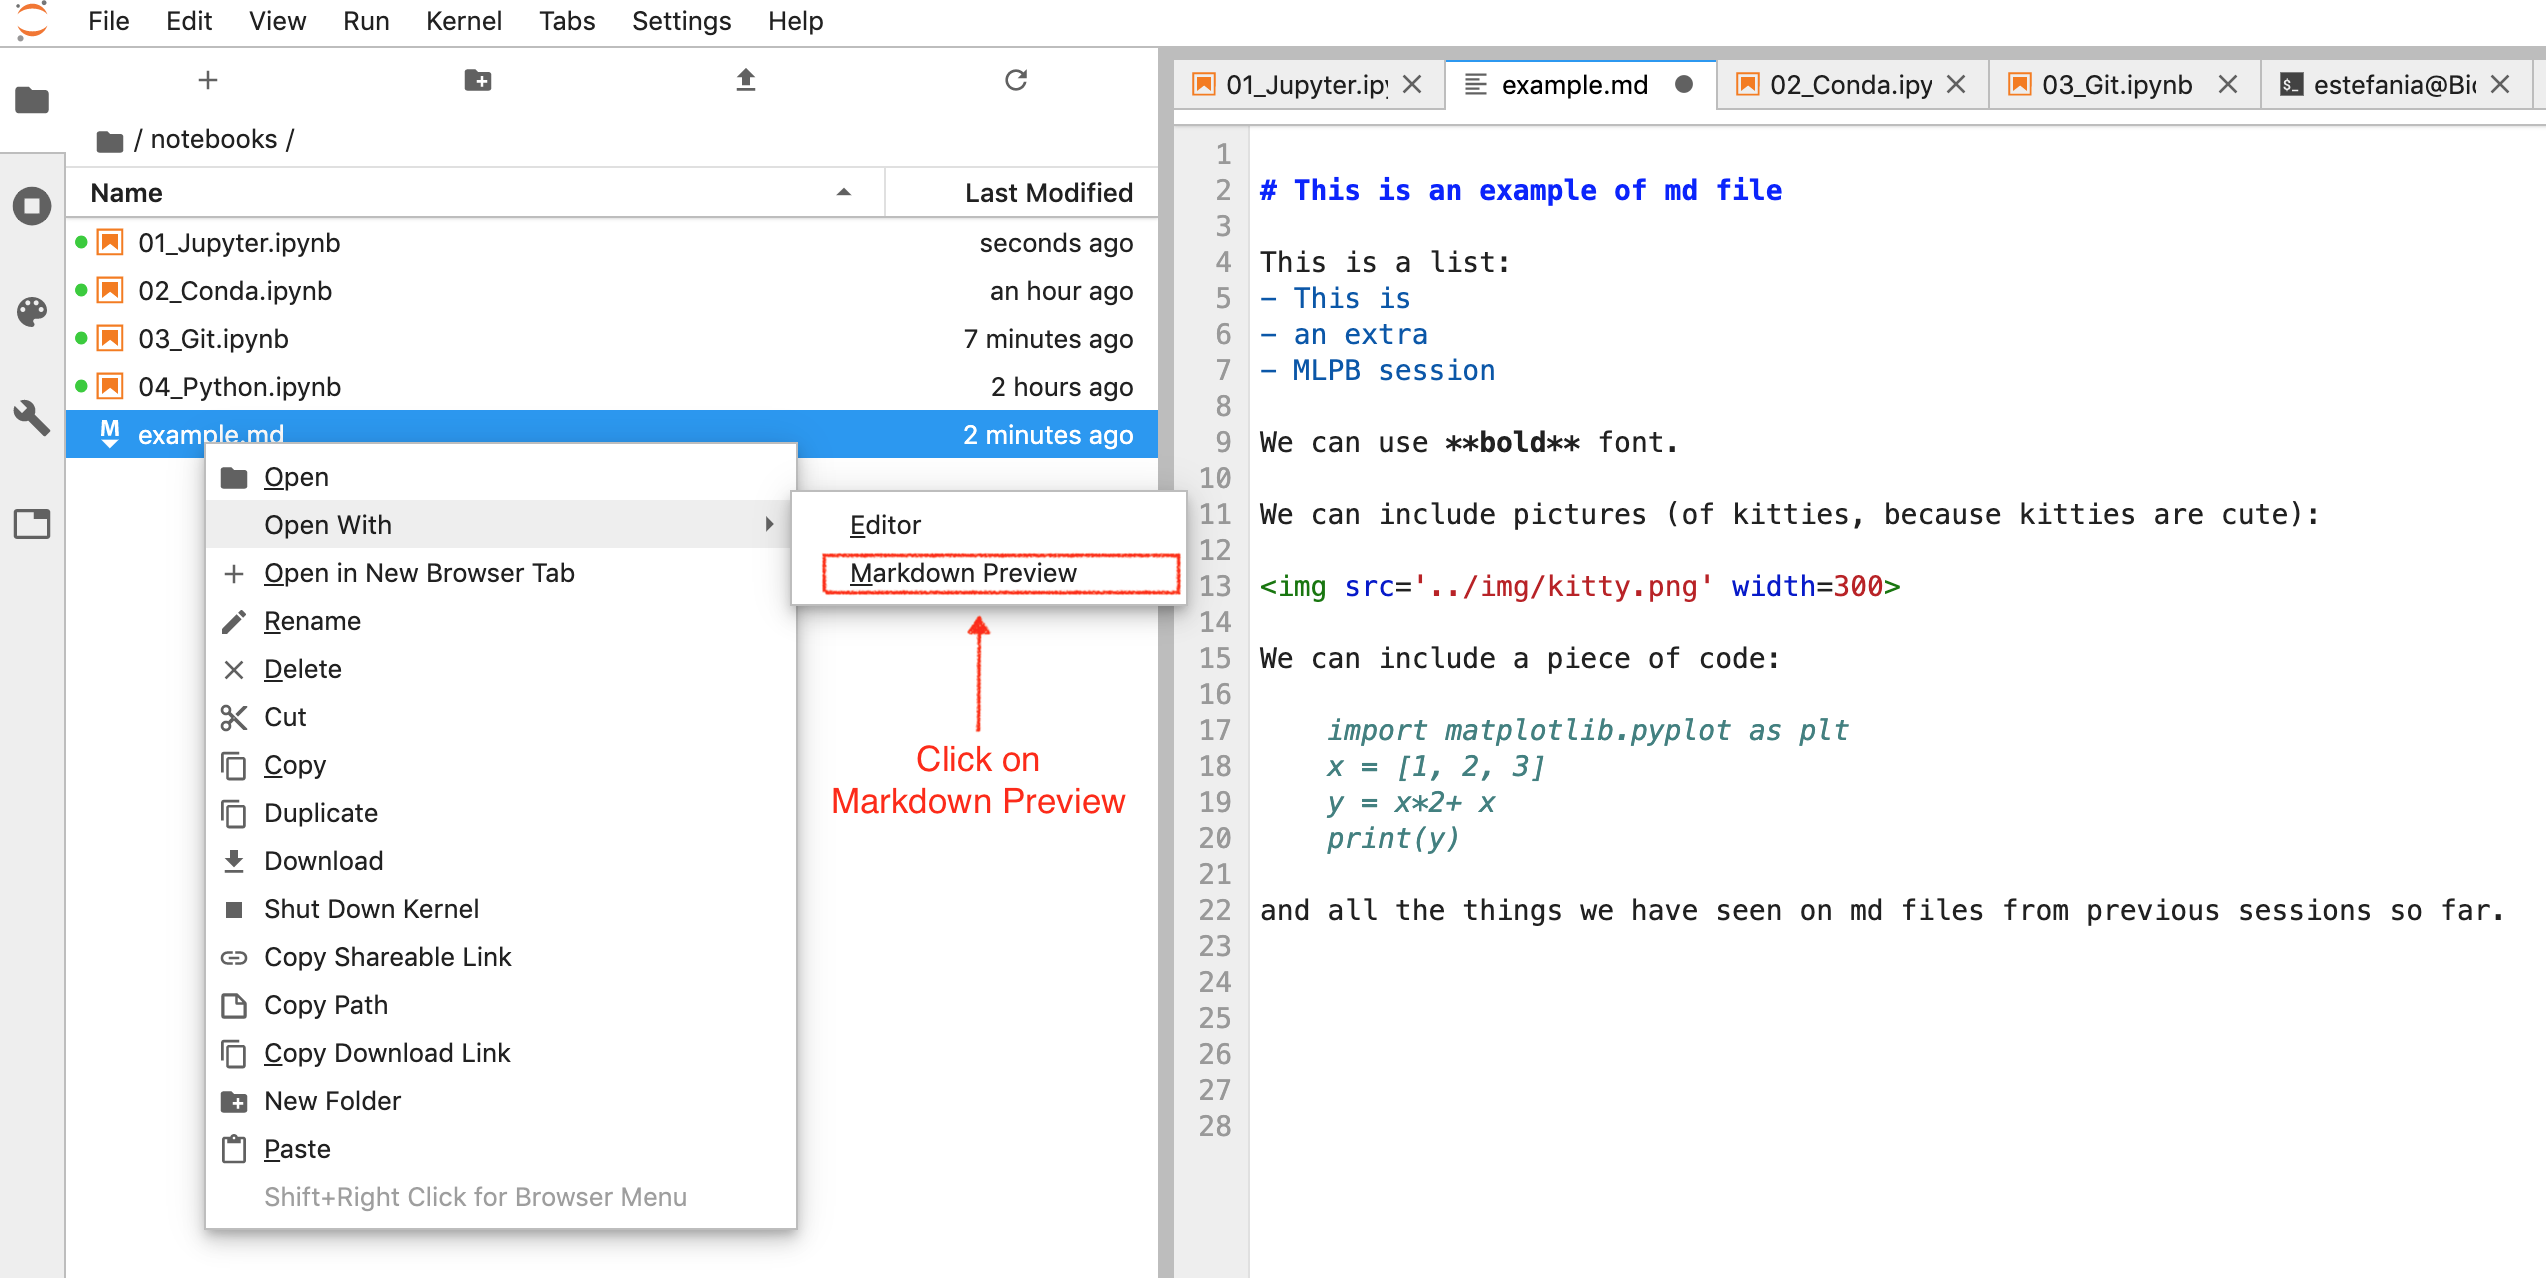 File Edit View Run Kernel Tabs Settings Help
/ notebooks /
Name Last Modified
01_Jupyter.ipynb seconds ago
02_Conda.ipynb an hour ago
03_Git.ipynb 7 minutes ago
04_Python.ipynb 2 hours ago
M example.md 2 minutes ago
Open
Open With
Open in New Browser Tab
Rename
Delete
Cut
Copy
Duplicate
Download
Shut Down Kernel
Copy Shareable Link
Copy Path
Copy Download Link
New Folder
Paste
Shift+Right Click for Browser Menu
Editor
Markdown Preview
Click on
Markdown Preview
01_Jupyter.ipy example.md 02_Conda.ipy 03_Git.ipynb $_ estefania@Bio
1
2 # This is an example of md file
3
4 This is a list:
5 - This is
6 - an extra
7 - MLPB session
8
9 We can use **bold** font.
10
11 We can include pictures (of kitties, because kitties are cute):
12
13 <img src='../img/kitty.png' width=300>
14
15 We can include a piece of code:
16
17 import matplotlib.pyplot as plt
18 x = [1, 2, 3]
19 y = x*2+ x
20 print(y)
21
22 and all the things we have seen on md files from previous sessions so far.
23
24
25
26
27
28